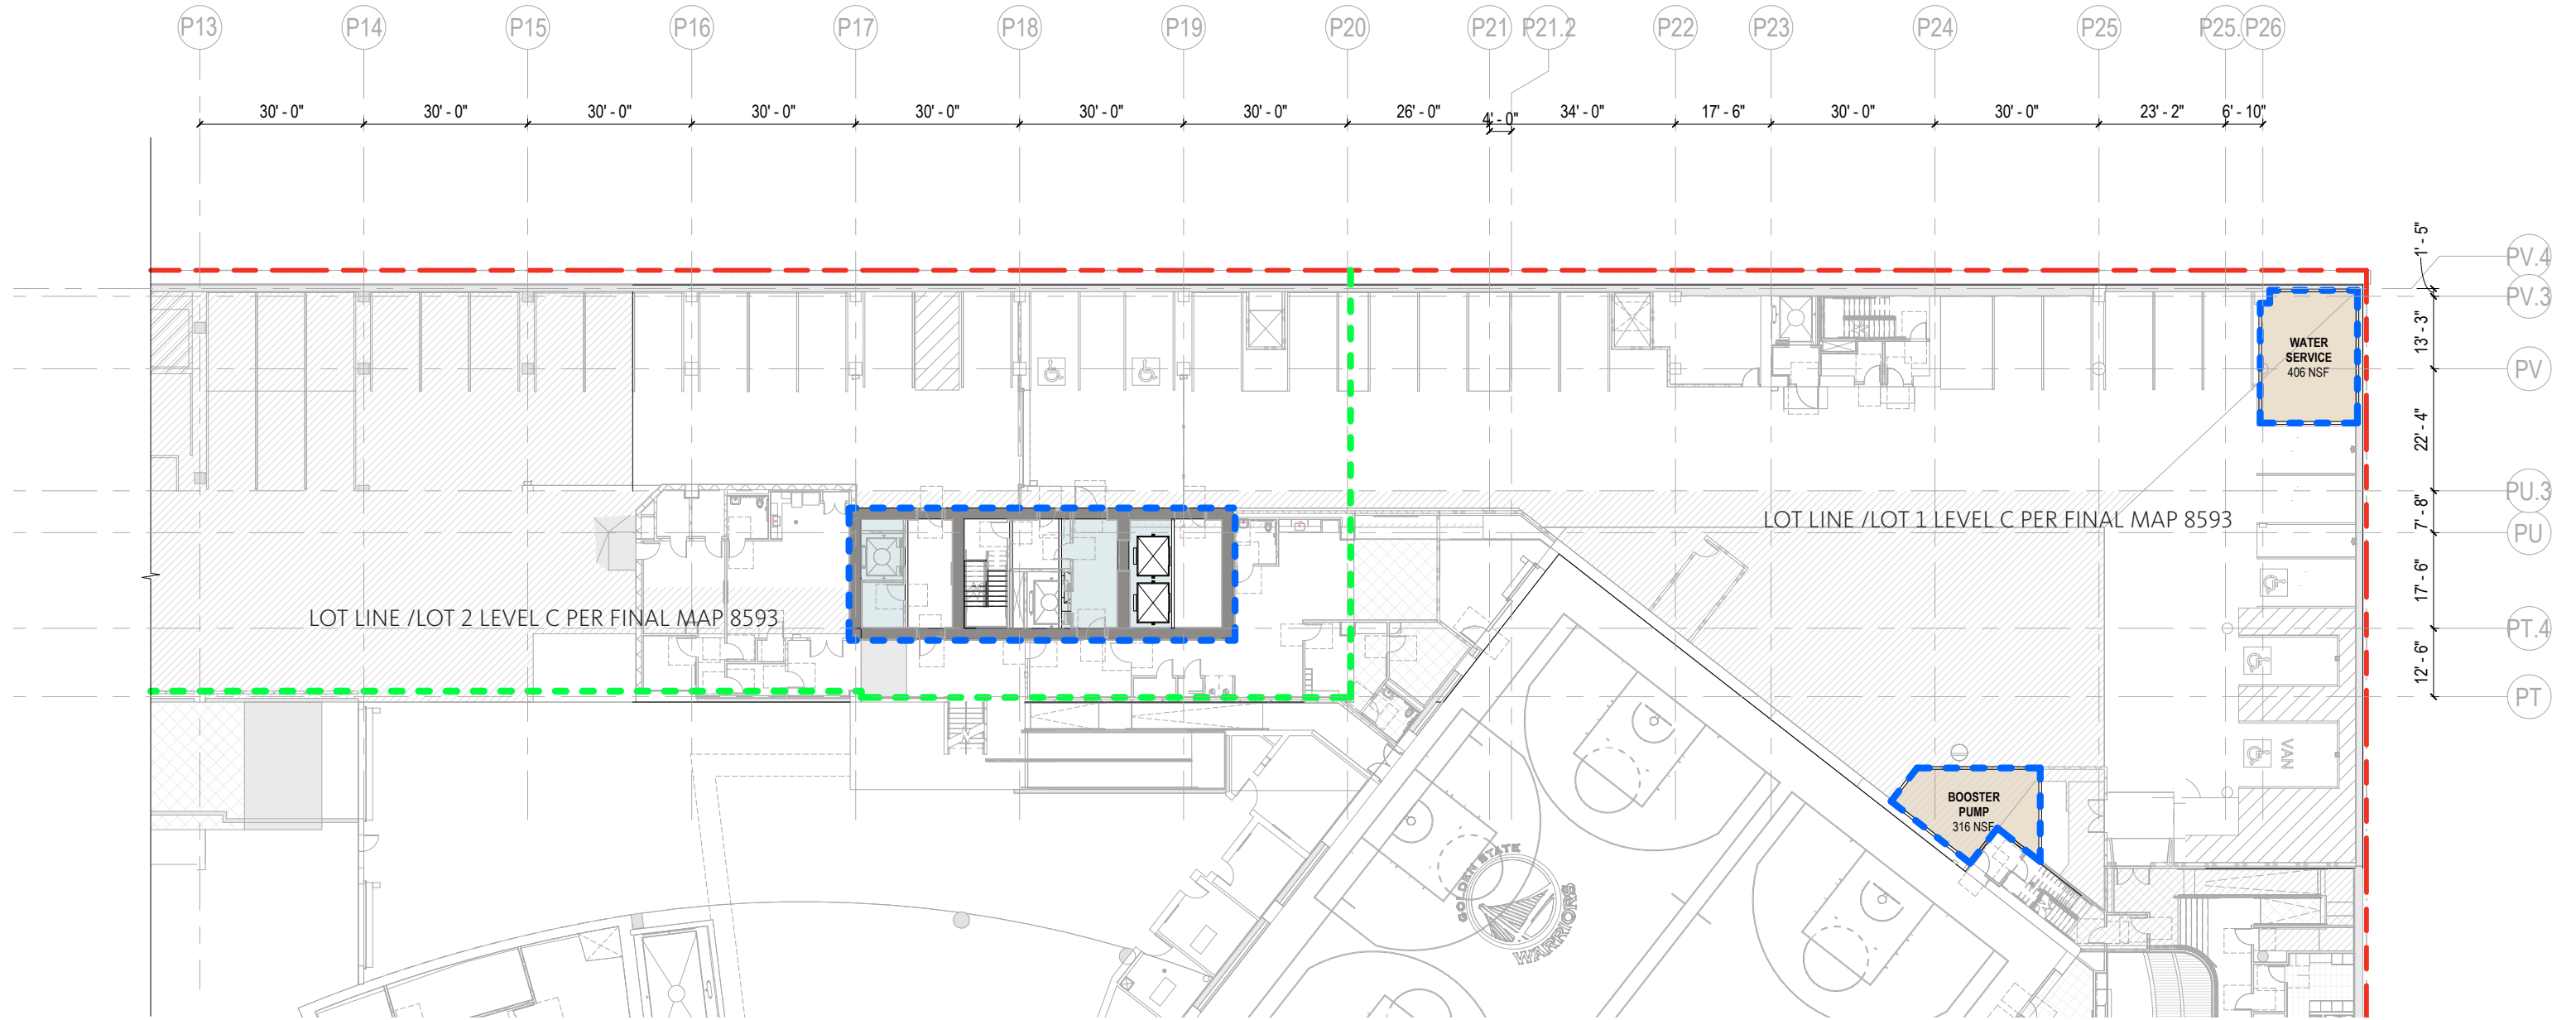 P13 P14 P15 P16 P17 P18 P19 P20 P21 P21.2 P22 P23 P24 P25 P25. P26
30' - 0" 30' - 0" 30' - 0" 30' - 0" 30' - 0" 30' - 0" 30' - 0" 26' - 0" 4' - 0" 34' - 0" 17' - 6" 30' - 0" 30' - 0" 23' - 2" 6' - 10"
1' - 5"
PV.4
PV.3
13' - 3"
WATER
SERVICE
406 NSF
PV
22' - 4"
PU.3
7' - 8"
LOT LINE /LOT 1 LEVEL C PER FINAL MAP 8593
PU
17' - 6"
LOT LINE /LOT 2 LEVEL C PER FINAL MAP 8593
PT.4
12' - 6"
PT
VAN
BOOSTER
PUMP
316 NSF
GOLDEN STATE
WARRIORS